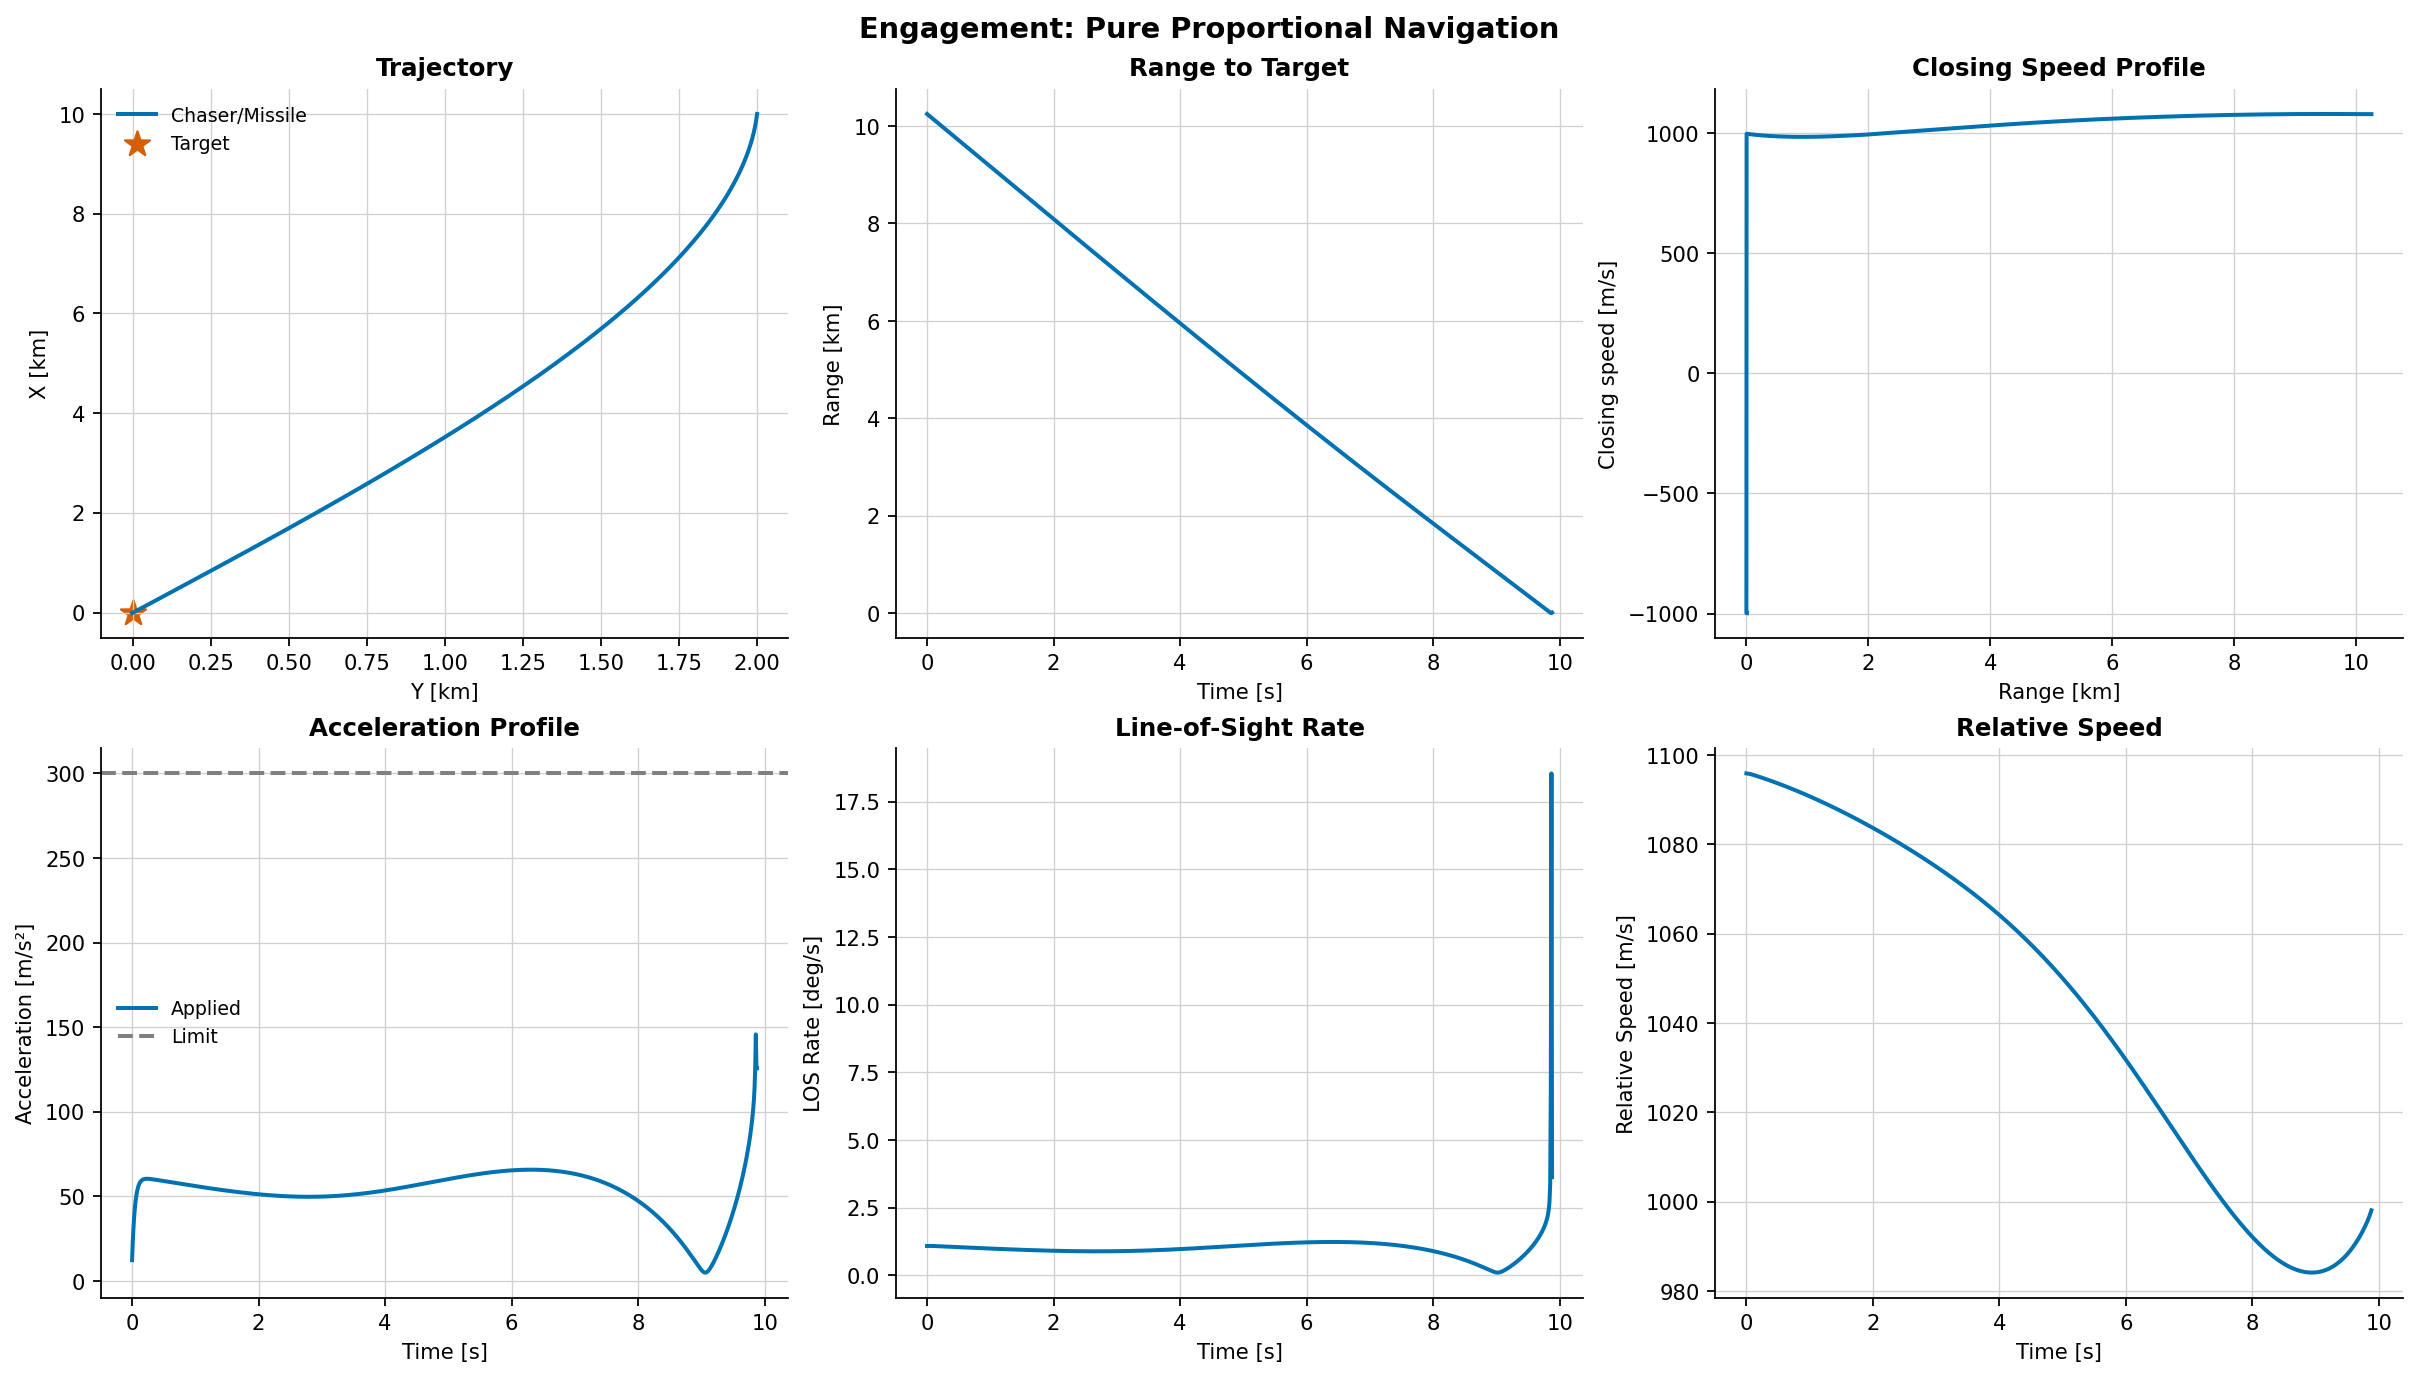 Engagement: Pure Proportional Navigation
Trajectory
Chaser/Missile
Target
X [km]
10
8
6
4
2
0
0.00 0.25 0.50 0.75 1.00 1.25 1.50 1.75 2.00
Y [km]
Range to Target
Range [km]
10
8
6
4
2
0
0 2 4 6 8 10
Time [s]
Closing Speed Profile
Closing speed [m/s]
1000
500
0
−500
−1000
0 2 4 6 8 10
Range [km]
Acceleration Profile
Acceleration [m/s²]
300
250
200
150
100
50
0
Applied
Limit
0 2 4 6 8 10
Time [s]
Line-of-Sight Rate
LOS Rate [deg/s]
17.5
15.0
12.5
10.0
7.5
5.0
2.5
0.0
0 2 4 6 8 10
Time [s]
Relative Speed
Relative Speed [m/s]
1100
1080
1060
1040
1020
1000
980
0 2 4 6 8 10
Time [s]